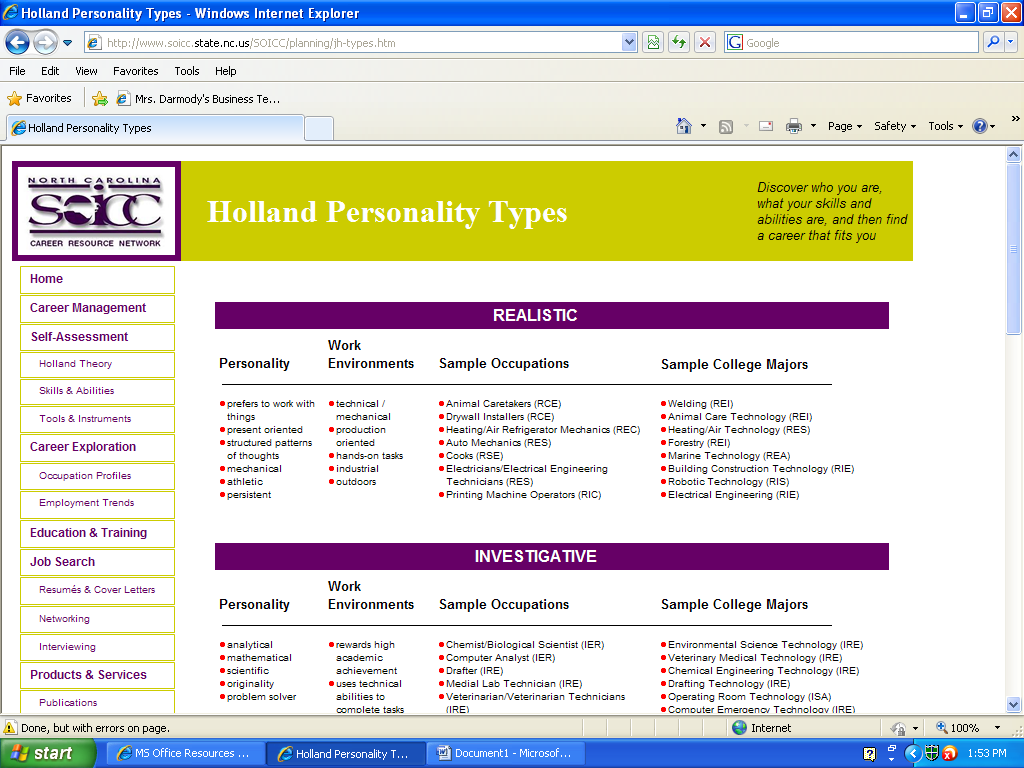 Holland Personality Types - Windows Internet Explorer
http://www.soicc.state.nc.us/SOICC/planning/jh-types.htm
Google
File Edit View Favorites Tools Help
Favorites Mrs. Darmody's Business Te...
Holland Personality Types
Page Safety Tools »
NORTH CAROLINA
SOICC
CAREER RESOURCE NETWORK
Holland Personality Types
Discover who you are,
what your skills and
abilities are, and then find
a career that fits you
Home
Career Management
Self-Assessment
Holland Theory
Skills & Abilities
Tools & Instruments
Career Exploration
Occupation Profiles
Employment Trends
Education & Training
Job Search
Resumés & Cover Letters
Networking
Interviewing
Products & Services
Publications
REALISTIC
Personality
Work
Environments
Sample Occupations
Sample College Majors
prefers to work with
things
present oriented
structured patterns
of thoughts
mechanical
athletic
persistent
technical /
mechanical
production
oriented
hands-on tasks
industrial
outdoors
Animal Caretakers (RCE)
Drywall Installers (RCE)
Heating/Air Refrigerator Mechanics (REC)
Auto Mechanics (RES)
Cooks (RSE)
Electricians/Electrical Engineering
Technicians (RES)
Printing Machine Operators (RIC)
Welding (REI)
Animal Care Technology (REI)
Heating/Air Technology (RES)
Forestry (REI)
Marine Technology (REA)
Building Construction Technology (RIE)
Robotic Technology (RIS)
Electrical Engineering (RIE)
INVESTIGATIVE
Personality
Work
Environments
Sample Occupations
Sample College Majors
analytical
mathematical
scientific
originality
problem solver
rewards high
academic
achievement
uses technical
abilities to
complete tasks
Chemist/Biological Scientist (IER)
Computer Analyst (IER)
Drafter (IRE)
Medial Lab Technician (IRE)
Veterinarian/Veterinarian Technicians
(IRE)
Environmental Science Technology (IRE)
Veterinary Medical Technology (IRE)
Chemical Engineering Technology (IRE)
Drafting Technology (IRE)
Operating Room Technology (ISA)
Computer Emergency Technology (IRC)
Done, but with errors on page.
Internet
100%
start
MS Office Resources ...
Holland Personality T...
Document1 - Microsof...
1:53 PM